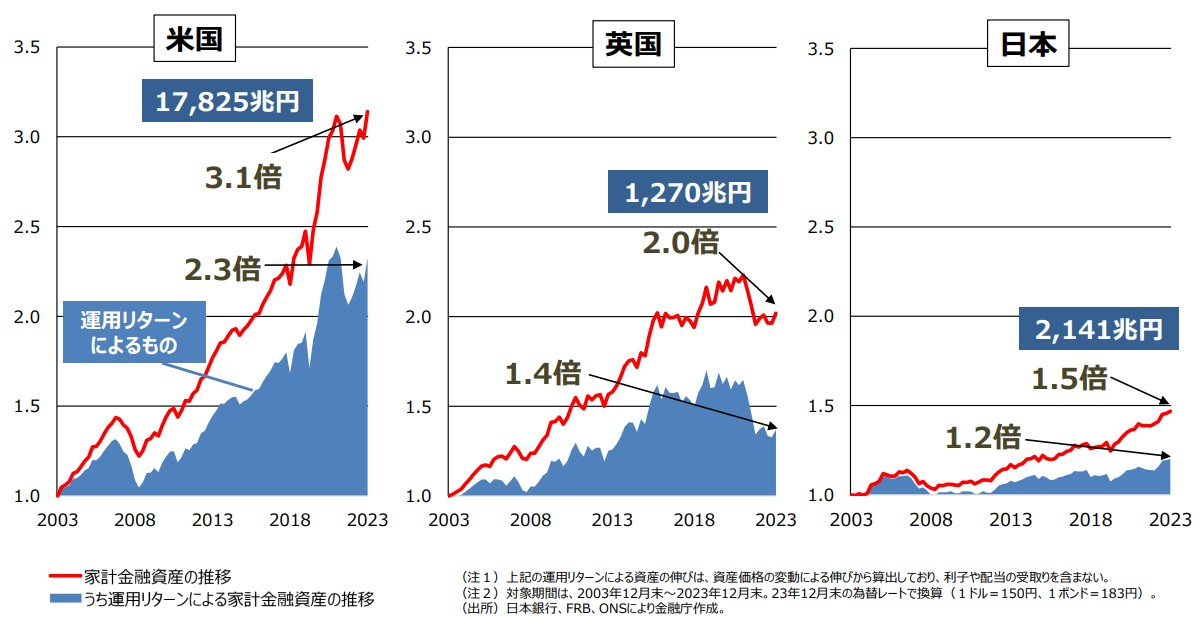 米国
3.5
3.0
2.5
2.0
1.5
1.0
17,825兆円
3.1倍
2.3倍
運用リターン
によるもの
2003
2008
2013
2018
2023
英国
3.5
3.0
2.5
2.0
1.5
1.0
1,270兆円
2.0倍
1.4倍
2003
2008
2013
2018
2023
日本
3.5
3.0
2.5
2.0
1.5
1.0
2,141兆円
1.5倍
1.2倍
2003
2008
2013
2018
2023
家計金融資産の推移
うち運用リターンによる家計金融資産の推移
（注１）上記の運用リターンによる資産の伸びは、資産価格の変動による伸びから算出しており、利子や配当の受取りを含まない。
（注２）対象期間は、2003年12月末～2023年12月末。23年12月末の為替レートで換算（１ドル＝150円、１ポンド＝183円）。
（出所）日本銀行、FRB、ONSにより金融庁作成。